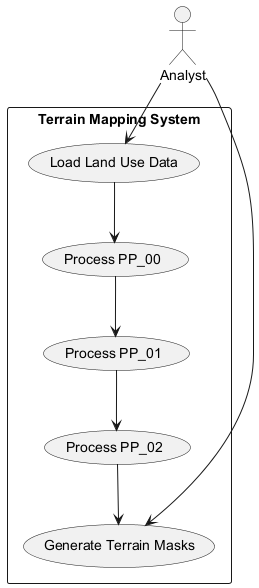 Analyst
Terrain Mapping System
Load Land Use Data
Process PP_00
Process PP_01
Process PP_02
Generate Terrain Masks